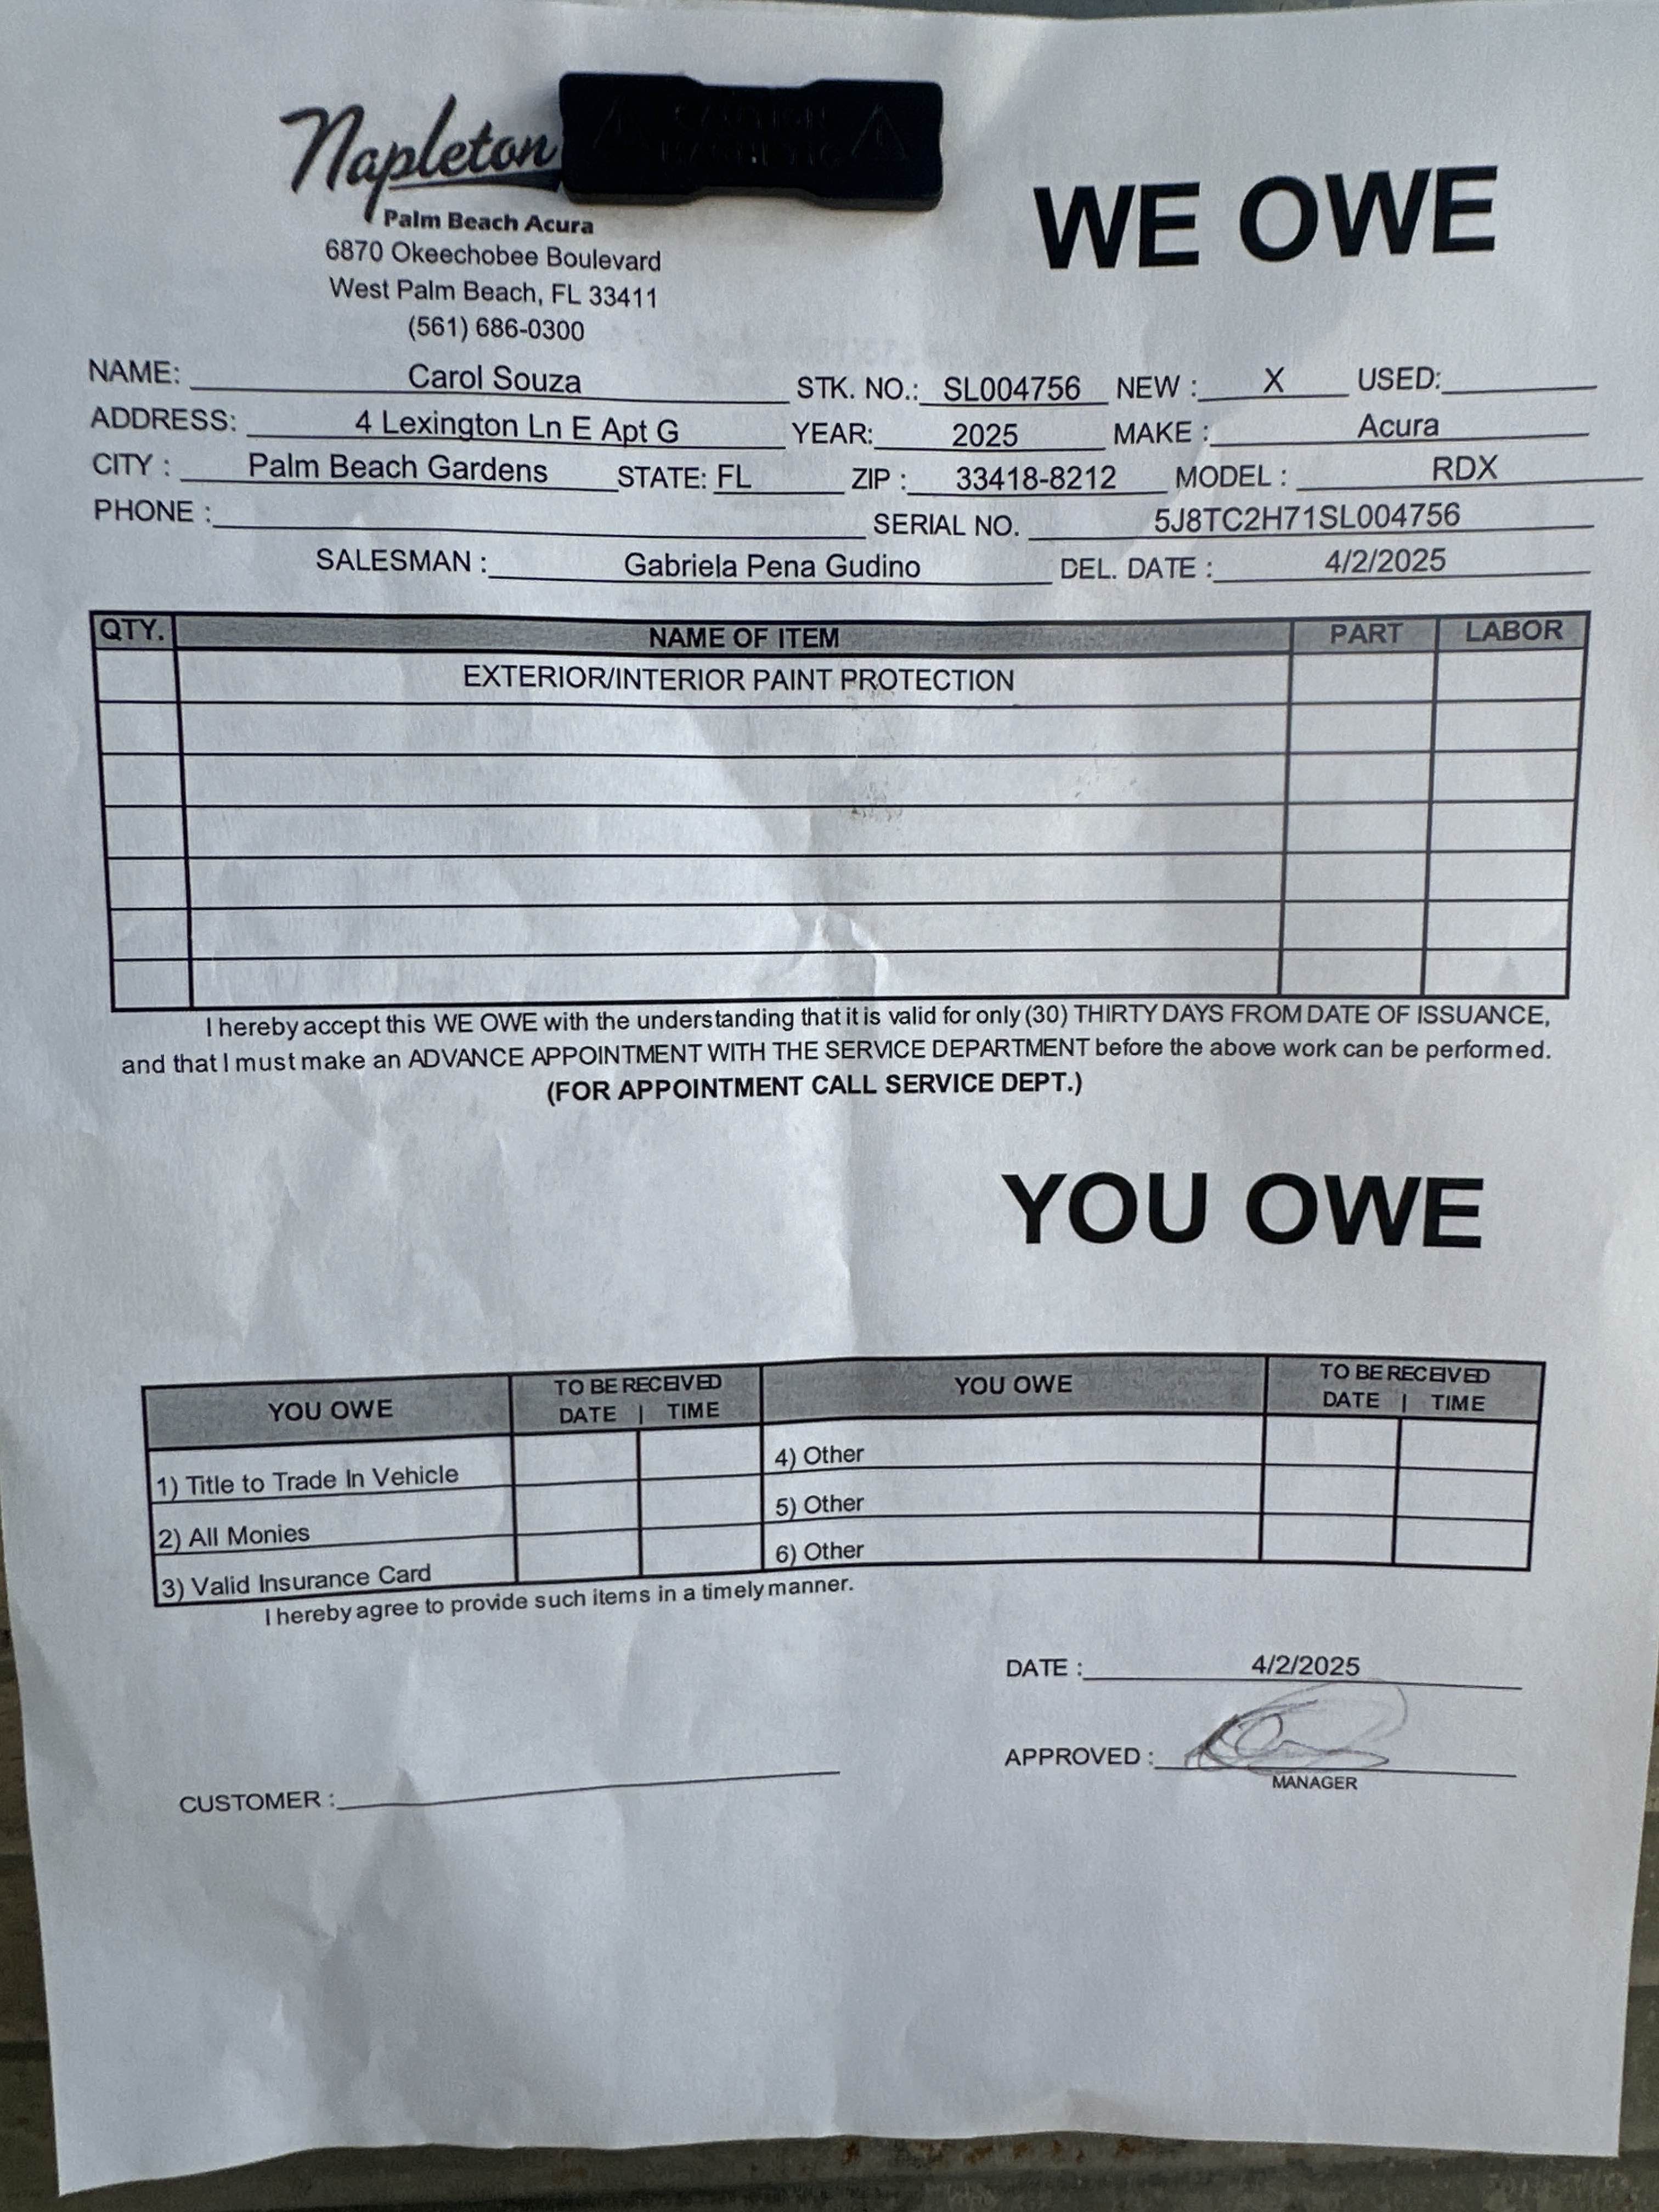 Napleton
Palm Beach Acura
6870 Okeechobee Boulevard
West Palm Beach, FL 33411
(561) 686-0300
WE OWE
NAME: Carol Souza STK. NO.: SL004756 NEW : X USED:
ADDRESS: 4 Lexington Ln E Apt G YEAR: 2025 MAKE : Acura
CITY : Palm Beach Gardens STATE: FL ZIP : 33418-8212 MODEL : RDX
PHONE : SERIAL NO. 5J8TC2H71SL004756
SALESMAN : Gabriela Pena Gudino DEL. DATE : 4/2/2025
QTY. NAME OF ITEM PART LABOR
EXTERIOR/INTERIOR PAINT PROTECTION
I hereby accept this WE OWE with the understanding that it is valid for only (30) THIRTY DAYS FROM DATE OF ISSUANCE,
and that I must make an ADVANCE APPOINTMENT WITH THE SERVICE DEPARTMENT before the above work can be performed.
(FOR APPOINTMENT CALL SERVICE DEPT.)
YOU OWE
YOU OWE TO BE RECEIVED YOU OWE TO BE RECEIVED
DATE | TIME DATE | TIME
1) Title to Trade In Vehicle 4) Other
2) All Monies 5) Other
3) Valid Insurance Card 6) Other
I hereby agree to provide such items in a timely manner.
DATE : 4/2/2025
APPROVED :
MANAGER
CUSTOMER :